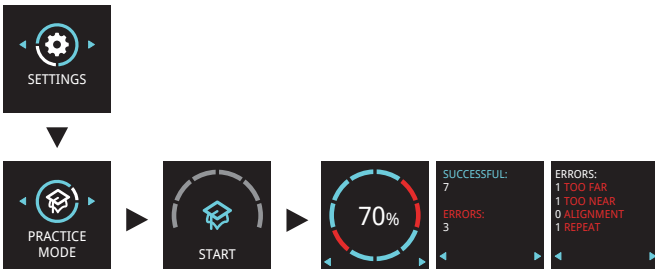 SETTINGS
PRACTICE
MODE
START
70%
SUCCESSFUL:
7
ERRORS:
3
ERRORS:
1 TOO FAR
1 TOO NEAR
0 ALIGNMENT
1 REPEAT